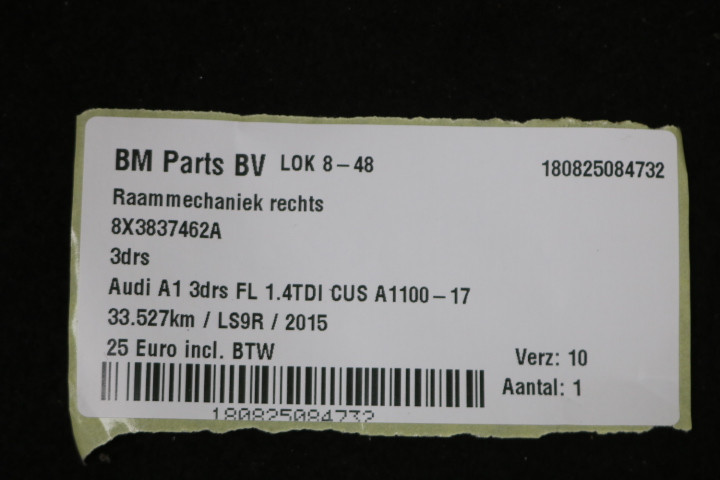 BM Parts BV LOK 8-48 180825084732
Raammechaniek rechts
8X3837462A
3drs
Audi A1 3drs FL 1.4TDI CUS A1100-17
33.527km / LS9R / 2015
25 Euro incl. BTW Verz: 10
Aantal: 1
180825084732